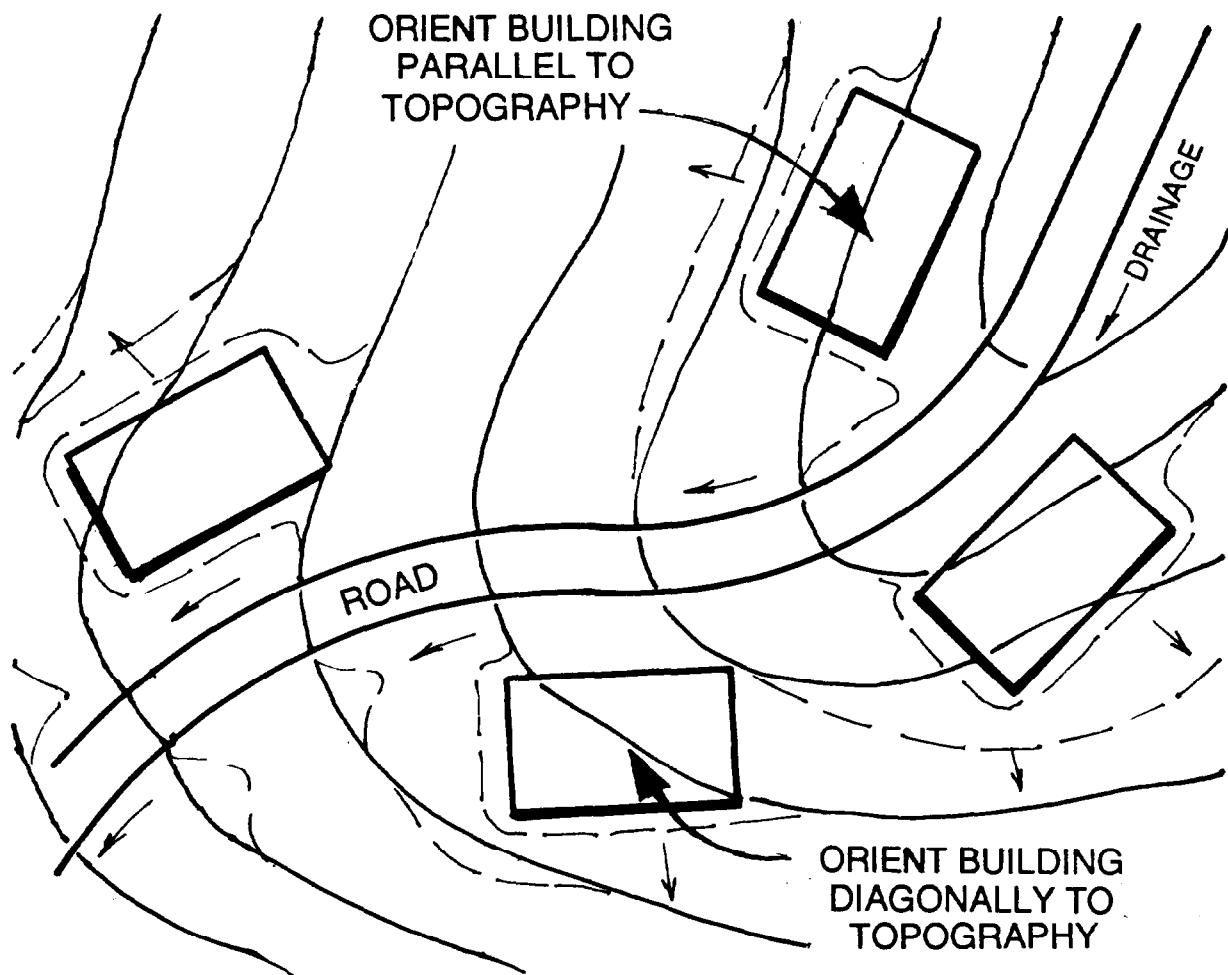 ORIENT BUILDING
PARALLEL TO
TOPOGRAPHY
DRAINAGE
ROAD
ORIENT BUILDING
DIAGONALLY TO
TOPOGRAPHY